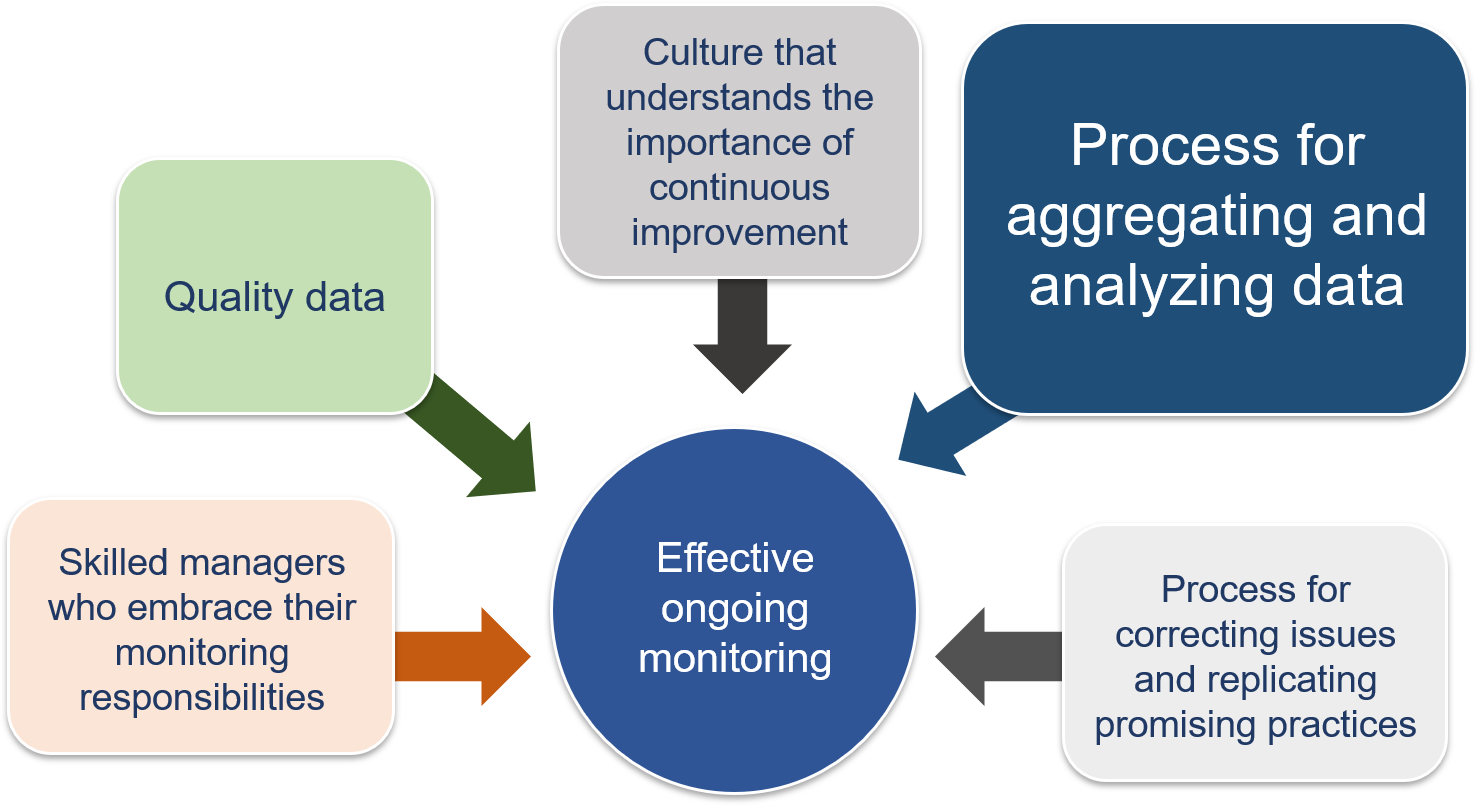 Culture that
understands the
importance of
continuous
improvement
Process for
aggregating and
analyzing data
Quality data
Skilled managers
who embrace their
monitoring
responsibilities
Effective
ongoing
monitoring
Process for
correcting issues
and replicating
promising practices